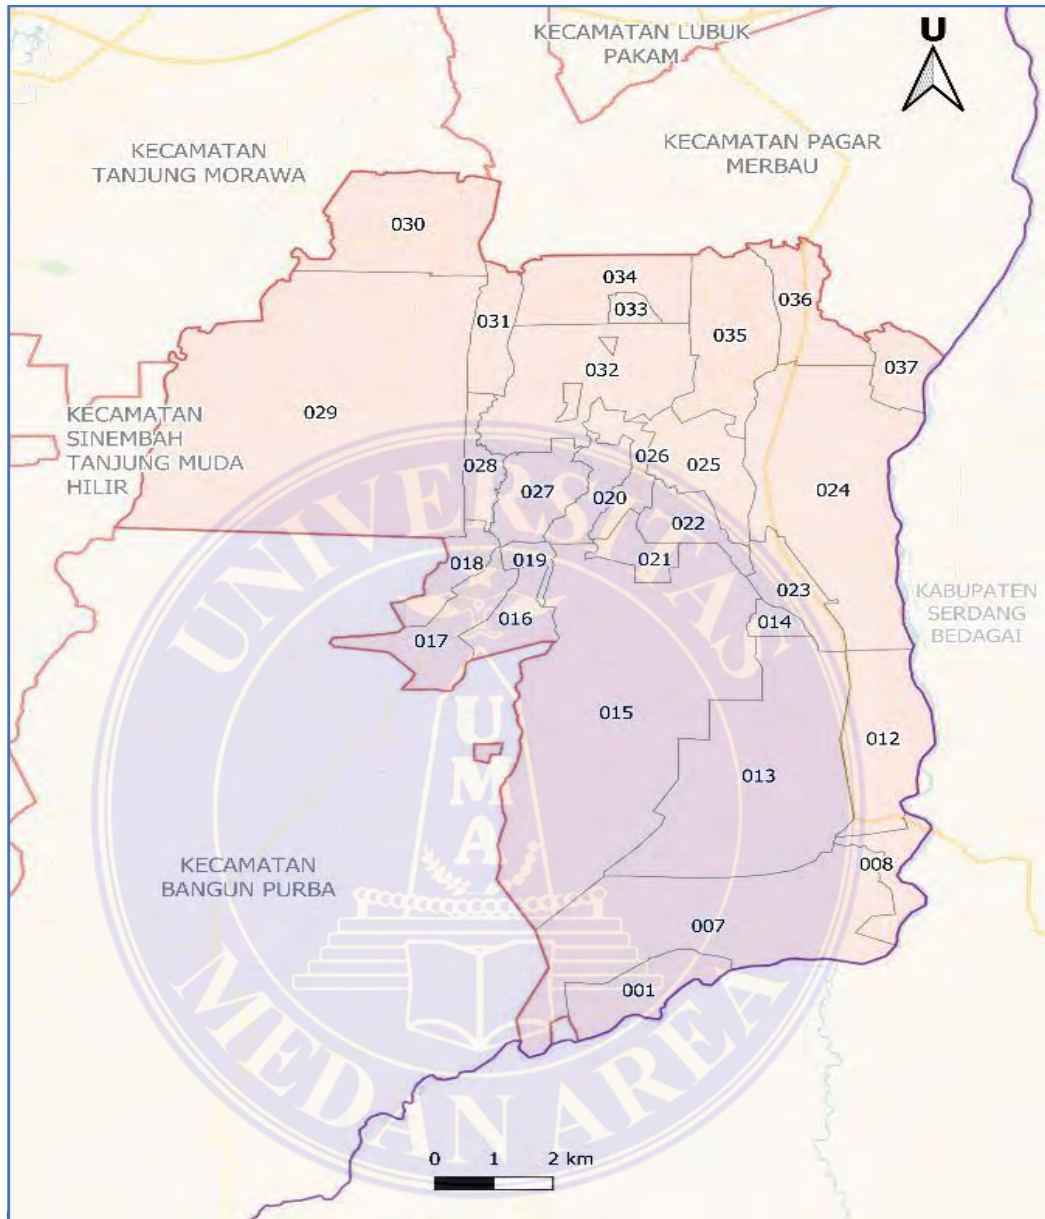 KECAMATAN LUBUK
PAKAM
U
KECAMATAN
TANJUNG MORAWA
KECAMATAN PAGAR
MERBAU
030
034
033
031
036
035
037
032
029
KECAMATAN
SINEMBAH
TANJUNG MUDA
HILIR
028
026
025
027
020
024
022
018
019
021
023
KABUPATEN
SERDANG
BEDAGAI
016
014
017
015
012
013
KECAMATAN
BANGUN PURBA
008
007
001
0 1 2 km
UNIVERSITAS
MEDAN AREA
U
M
A